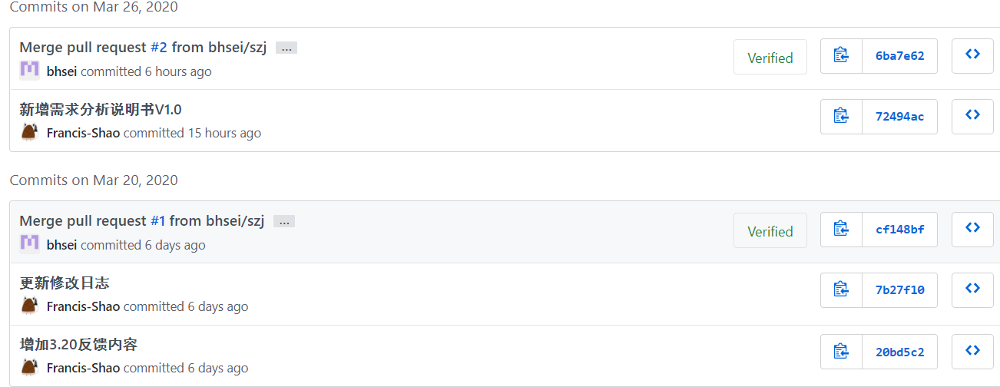 Commits on Mar 26, 2020
Merge pull request #2 from bhsei/szj ...
Verified
6ba7e62
bhsei committed 6 hours ago
新增需求分析说明书V1.0
72494ac
Francis-Shao committed 15 hours ago
Commits on Mar 20, 2020
Merge pull request #1 from bhsei/szj ...
Verified
cf148bf
bhsei committed 6 days ago
更新修改日志
7b27f10
Francis-Shao committed 6 days ago
增加3.20反馈内容
20bd5c2
Francis-Shao committed 6 days ago